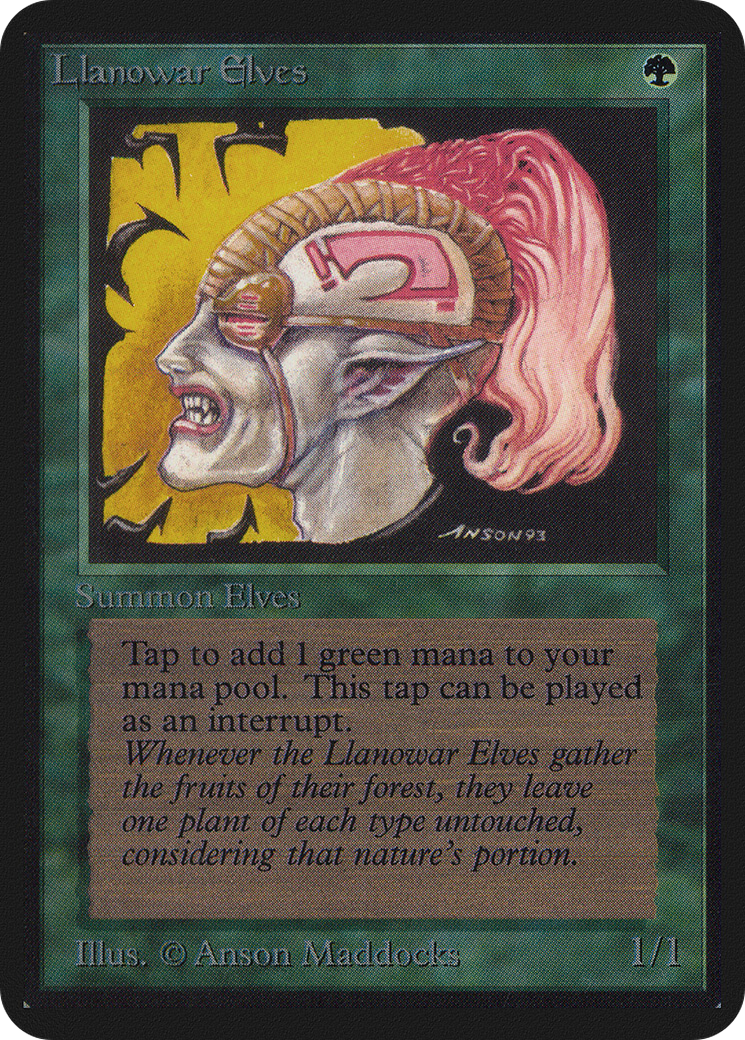 Llanowar Elves
ANSON 93
Summon Elves
Tap to add 1 green mana to your
mana pool. This tap can be played
as an interrupt.
Whenever the Llanowar Elves gather
the fruits of their forest, they leave
one plant of each type untouched,
considering that nature's portion.
Illus. © Anson Maddocks
1/1